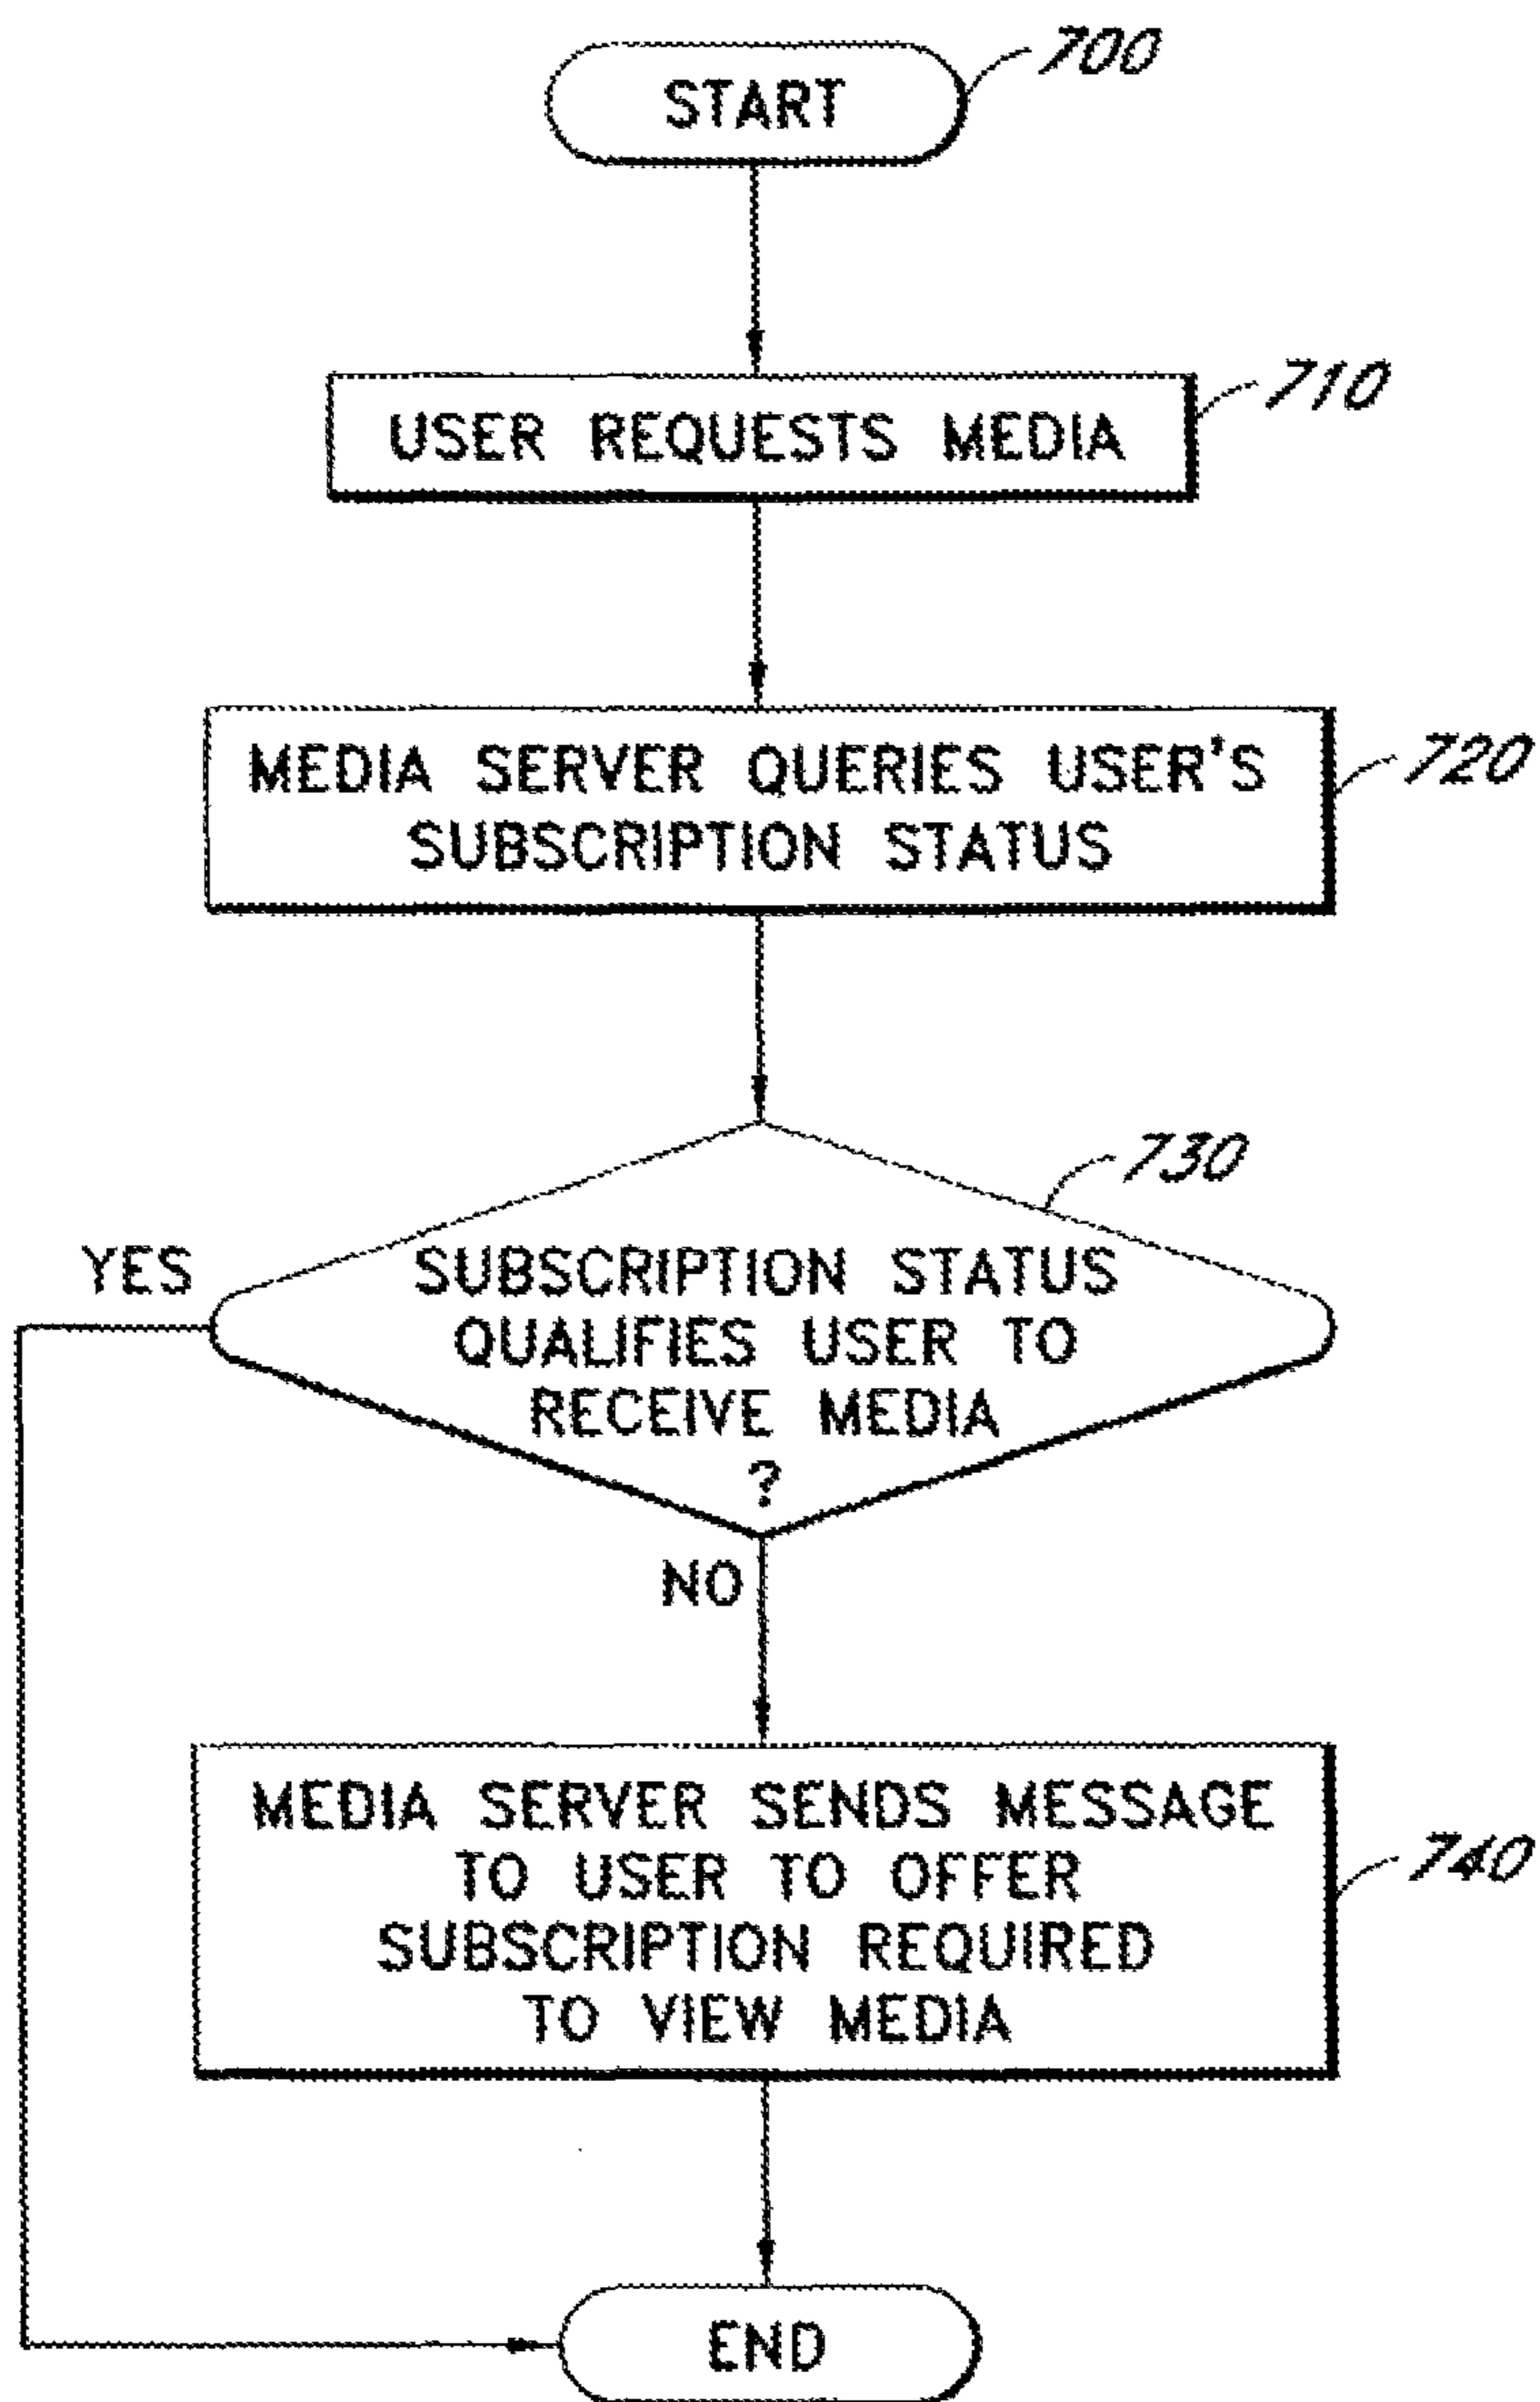 START
700
USER REQUESTS MEDIA
710
MEDIA SERVER QUERIES USER'S
SUBSCRIPTION STATUS
720
730
YES
SUBSCRIPTION STATUS
QUALIFIES USER TO
RECEIVE MEDIA
?
NO
MEDIA SERVER SENDS MESSAGE
TO USER TO OFFER
SUBSCRIPTION REQUIRED
TO VIEW MEDIA
740
END